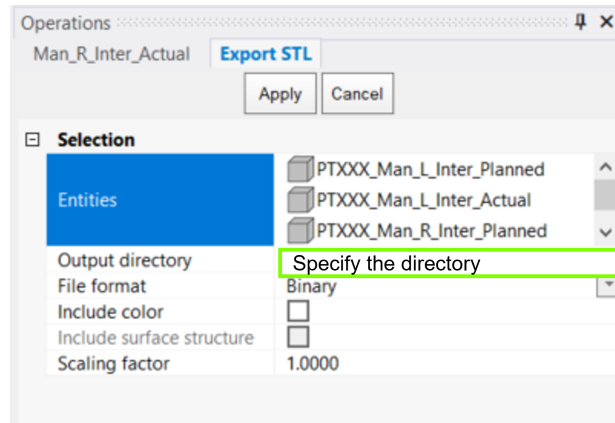 Operations
Man_R_Inter_Actual Export STL
Apply Cancel
Selection
Entities
PTXXX_Man_L_Inter_Planned
PTXXX_Man_L_Inter_Actual
PTXXX_Man_R_Inter_Planned
Output directory Specify the directory
File format Binary
Include color
Include surface structure
Scaling factor 1.0000